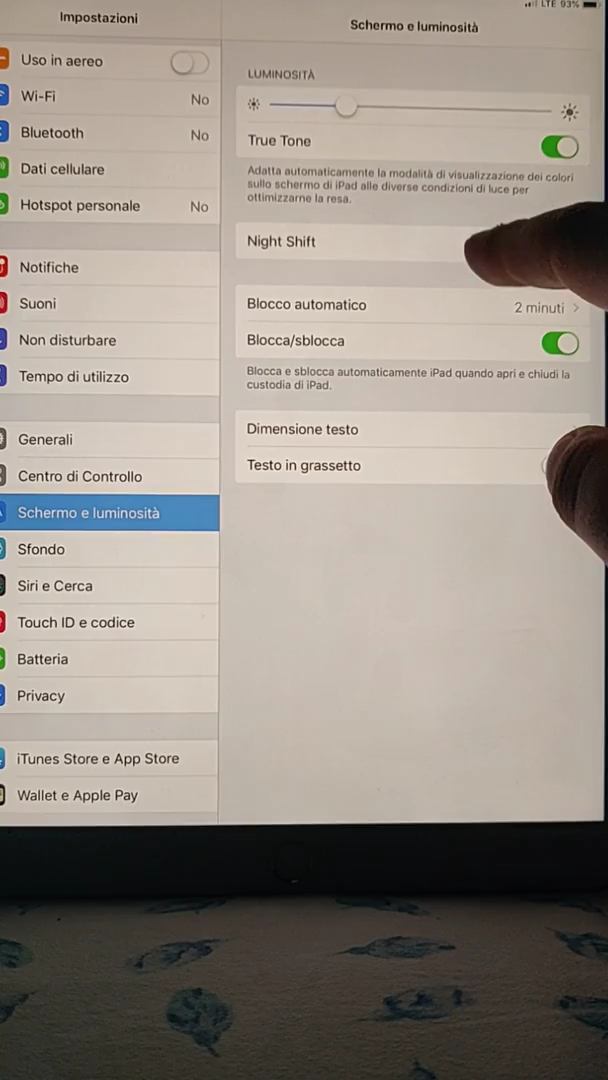 Impostazioni
Uso in aereo
Wi-Fi No
Bluetooth No
Dati cellulare
Hotspot personale No
Notifiche
Suoni
Non disturbare
Tempo di utilizzo
Generali
Centro di Controllo
Schermo e luminosità
Sfondo
Siri e Cerca
Touch ID e codice
Batteria
Privacy
iTunes Store e App Store
Wallet e Apple Pay
LTE 93%
Schermo e luminosità
LUMINOSITÀ
True Tone
Adatta automaticamente la modalità di visualizzazione dei colori
sullo schermo di iPad alle diverse condizioni di luce per
ottimizzarne la resa.
Night Shift
Blocco automatico 2 minuti >
Blocca/sblocca
Blocca e sblocca automaticamente iPad quando apri e chiudi la
custodia di iPad.
Dimensione testo
Testo in grassetto